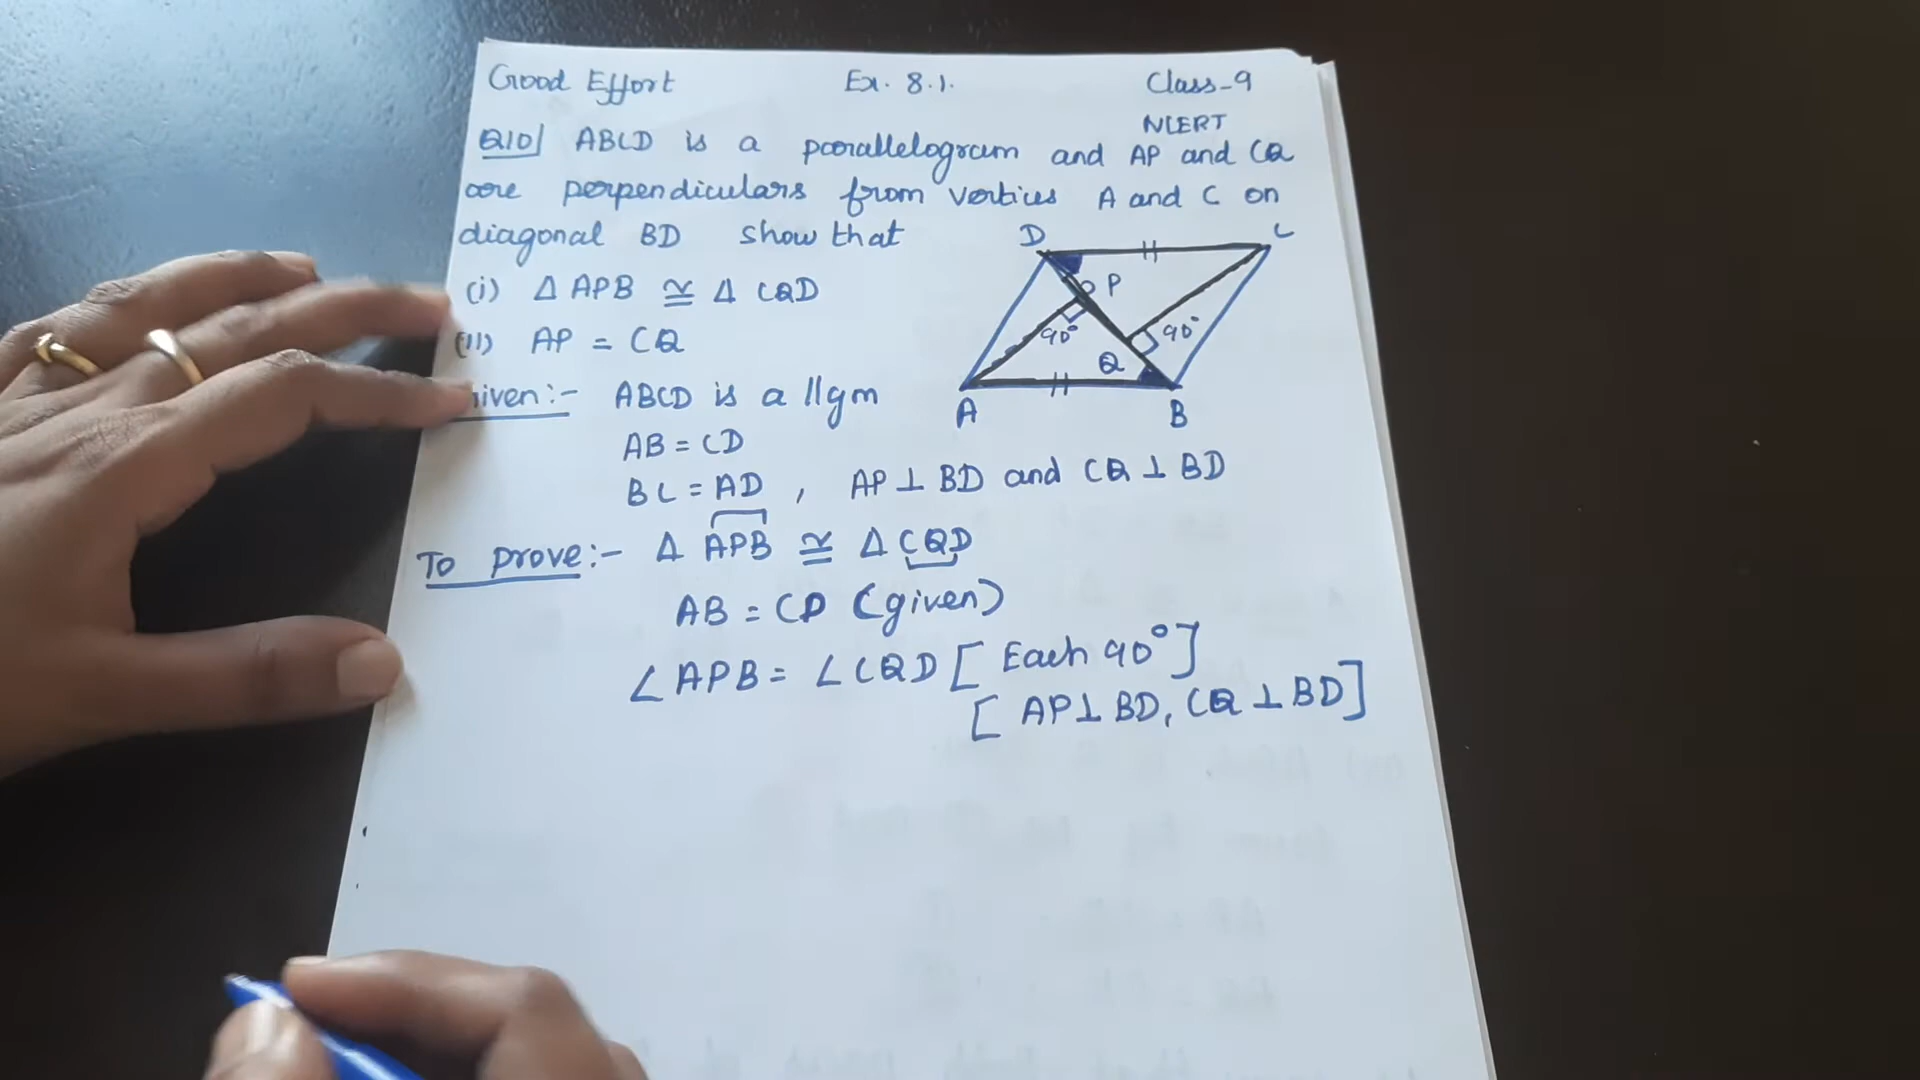 Good Effort Ex. 8.1. Class-9
NCERT
Q10] ABCD is a parallelogram and AP and CQ
are perpendiculars from vertices A and C on
diagonal BD show that
(i) Δ APB ≅ Δ CQD
(ii) AP = CQ
D C
P
90° 90°
Q
A B
Given:- ABCD is a ||gm
AB = CD
BC = AD , AP ⊥ BD and CQ ⊥ BD
To prove:- Δ APB ≅ Δ CQD
AB = CD (given)
∠APB = ∠CQD [Each 90°]
[AP ⊥ BD, CQ ⊥ BD]